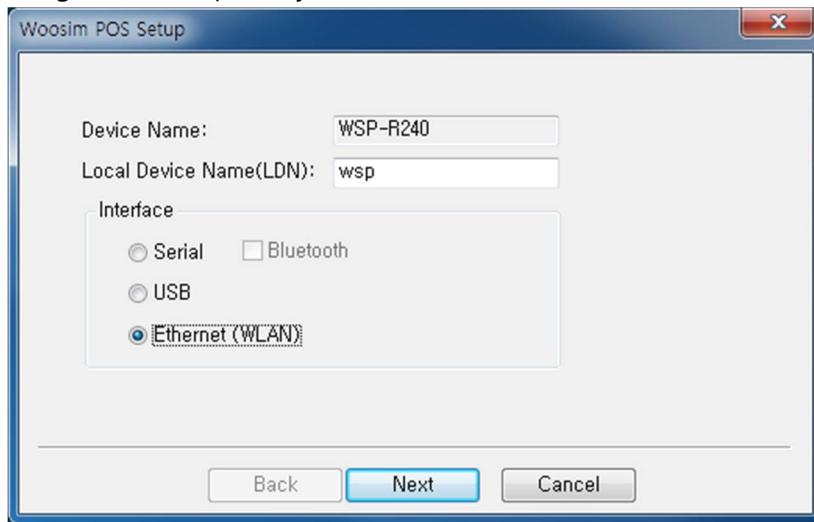 Woosim POS Setup
Device Name: WSP-R240
Local Device Name(LDN): wsp
Interface
Serial Bluetooth
USB
Ethernet (WLAN)
Back Next Cancel